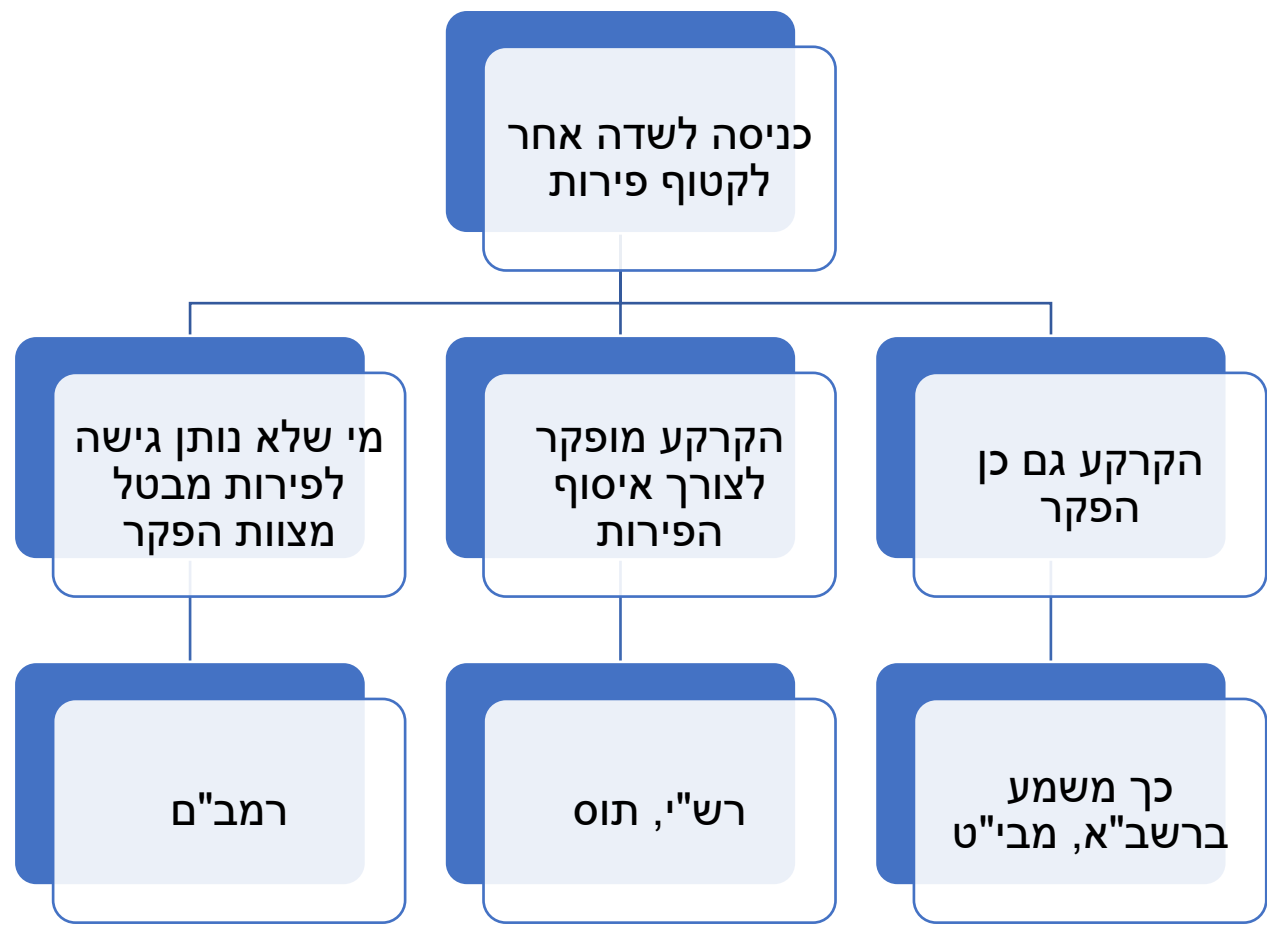 כניסה לשדה אחר
לקטוף פירות
הקרקע גם כן
הפקר
הקרקע מופקר
לצורך איסוף
הפירות
מי שלא נותן גישה
לפירות מבטל
מצוות הפקר
כך משמע
ברשב"א, מבי"ט
רש"י, תוס
רמב"ם